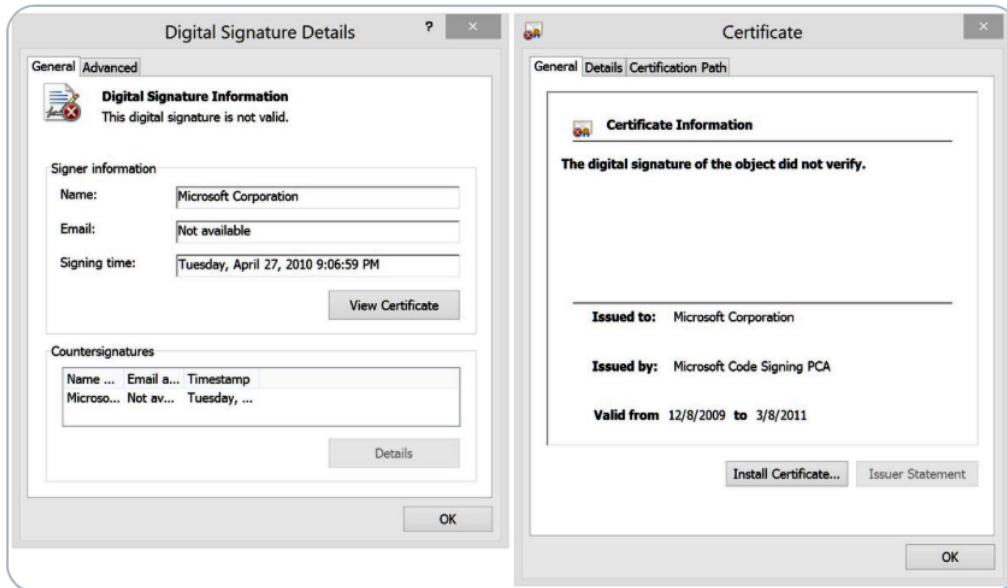 Digital Signature Details
?
×
General
Advanced
Digital Signature Information
This digital signature is not valid.
Signer information
Name:
Microsoft Corporation
Email:
Not available
Signing time:
Tuesday, April 27, 2010 9:06:59 PM
View Certificate
Countersignatures
Name ... Email a... Timestamp
Microso... Not av... Tuesday, ...
Details
OK
Certificate
×
General
Details
Certification Path
Certificate Information
The digital signature of the object did not verify.
Issued to: Microsoft Corporation
Issued by: Microsoft Code Signing PCA
Valid from 12/8/2009 to 3/8/2011
Install Certificate...
Issuer Statement
OK